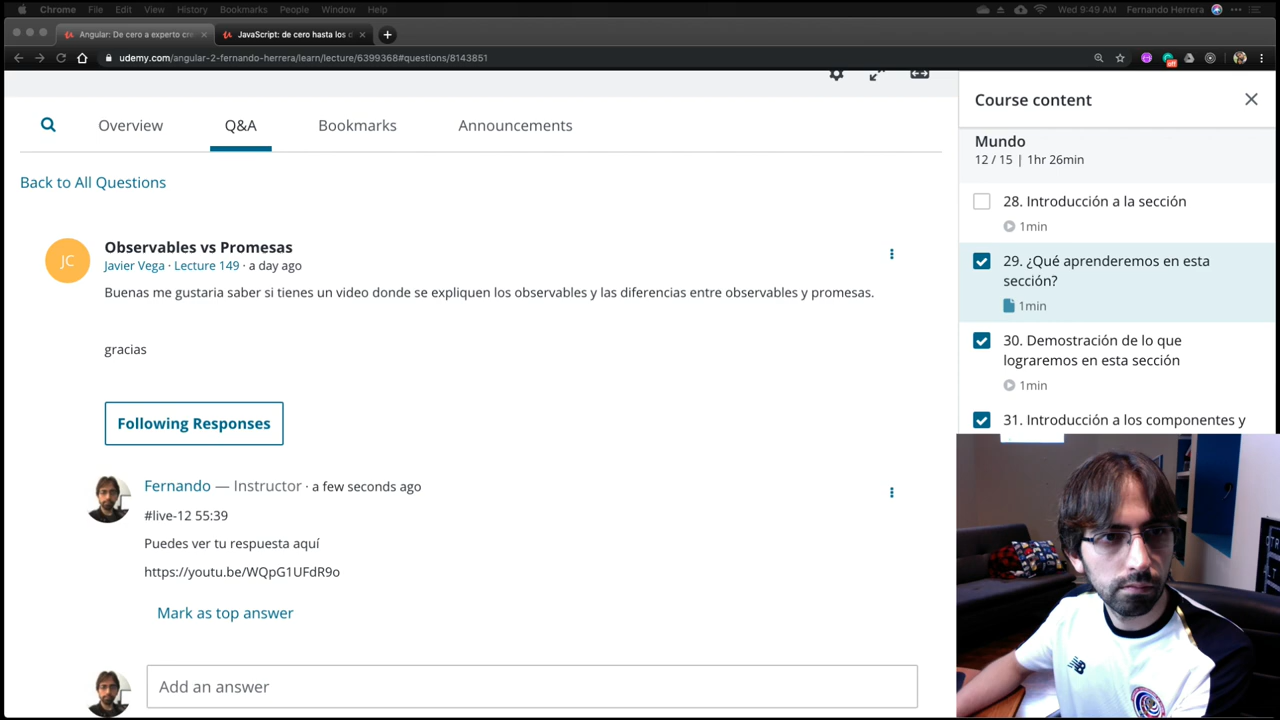 Chrome File Edit View History Bookmarks People Window Help Wed 9:49 AM Fernando Herrera
Angular: De cero a experto cre
JavaScript: de cero hasta los d
udemy.com/angular-2-fernando-herrera/learn/lecture/6399368#questions/8143851
off
Overview Q&A Bookmarks Announcements
Back to All Questions
JC
Observables vs Promesas
Javier Vega · Lecture 149 · a day ago
Buenas me gustaria saber si tienes un video donde se expliquen los observables y las diferencias entre observables y promesas.
gracias
Following Responses
Fernando — Instructor · a few seconds ago
#live-12 55:39
Puedes ver tu respuesta aquí
https://youtu.be/WQpG1UFdR9o
Mark as top answer
Add an answer
Course content
Mundo
12 / 15 | 1hr 26min
28. Introducción a la sección
1min
29. ¿Qué aprenderemos en esta
sección?
1min
30. Demostración de lo que
lograremos en esta sección
1min
31. Introducción a los componentes y